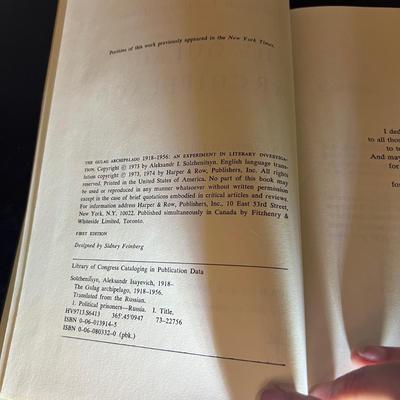 Portions of this work previously appeared in the New York Times.
THE GULAG ARCHIPELAGO 1918–1956: AN EXPERIMENT IN LITERARY INVESTIGA-
TION. Copyright © 1973 by Aleksandr I. Solzhenitsyn. English language trans-
lation copyright © 1973, 1974 by Harper & Row, Publishers, Inc. All rights
reserved. Printed in the United States of America. No part of this book may
be used or reproduced in any manner whatsoever without written permission
except in the case of brief quotations embodied in critical articles and reviews.
For information address Harper & Row, Publishers, Inc., 10 East 53rd Street,
New York, N.Y. 10022. Published simultaneously in Canada by Fitzhenry &
Whiteside Limited, Toronto.
FIRST EDITION
Designed by Sidney Feinberg
Library of Congress Cataloging in Publication Data
Solzhenitsyn, Aleksandr Isayevich, 1918–
The Gulag archipelago, 1918–1956.
Translated from the Russian.
1. Political prisoners—Russia. I. Title.
HV9713.S6413 365'.45'0947 73–22756
ISBN 0-06-013914-5
ISBN 0-06-080332-0 (pbk.)
I ded
to all tho
to te
And may
for
for